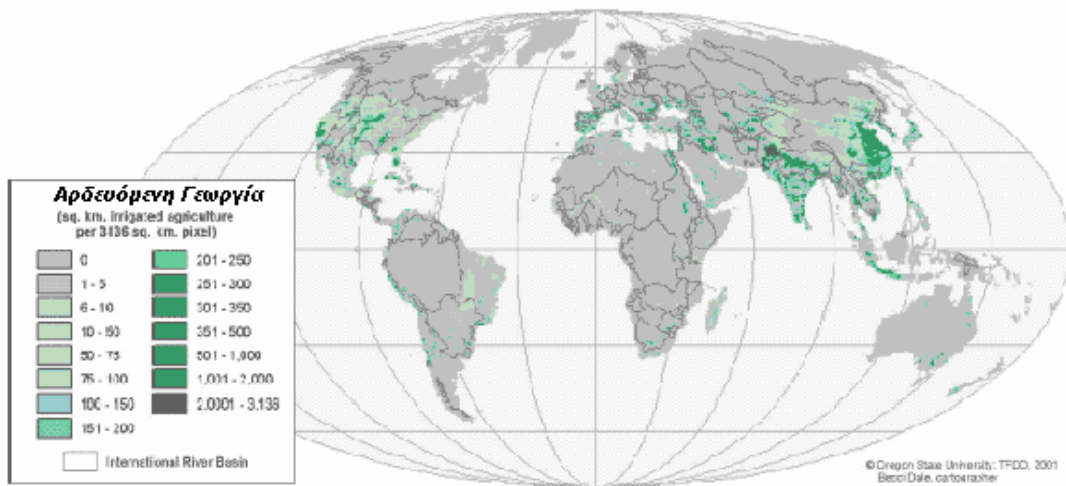 Αρδευόμενη Γεωργία
(sq. km. irrigated agriculture
per 3136 sq. km. pixel)
0
1 - 5
6 - 10
10 - 50
50 - 75
75 - 100
100 - 150
151 - 200
201 - 250
251 - 300
301 - 350
351 - 500
501 - 1,000
1,001 - 2,000
2,0001 - 3,136
International River Basin
© Oregon State University: TFDD, 2001
Becci Dale, cartographer